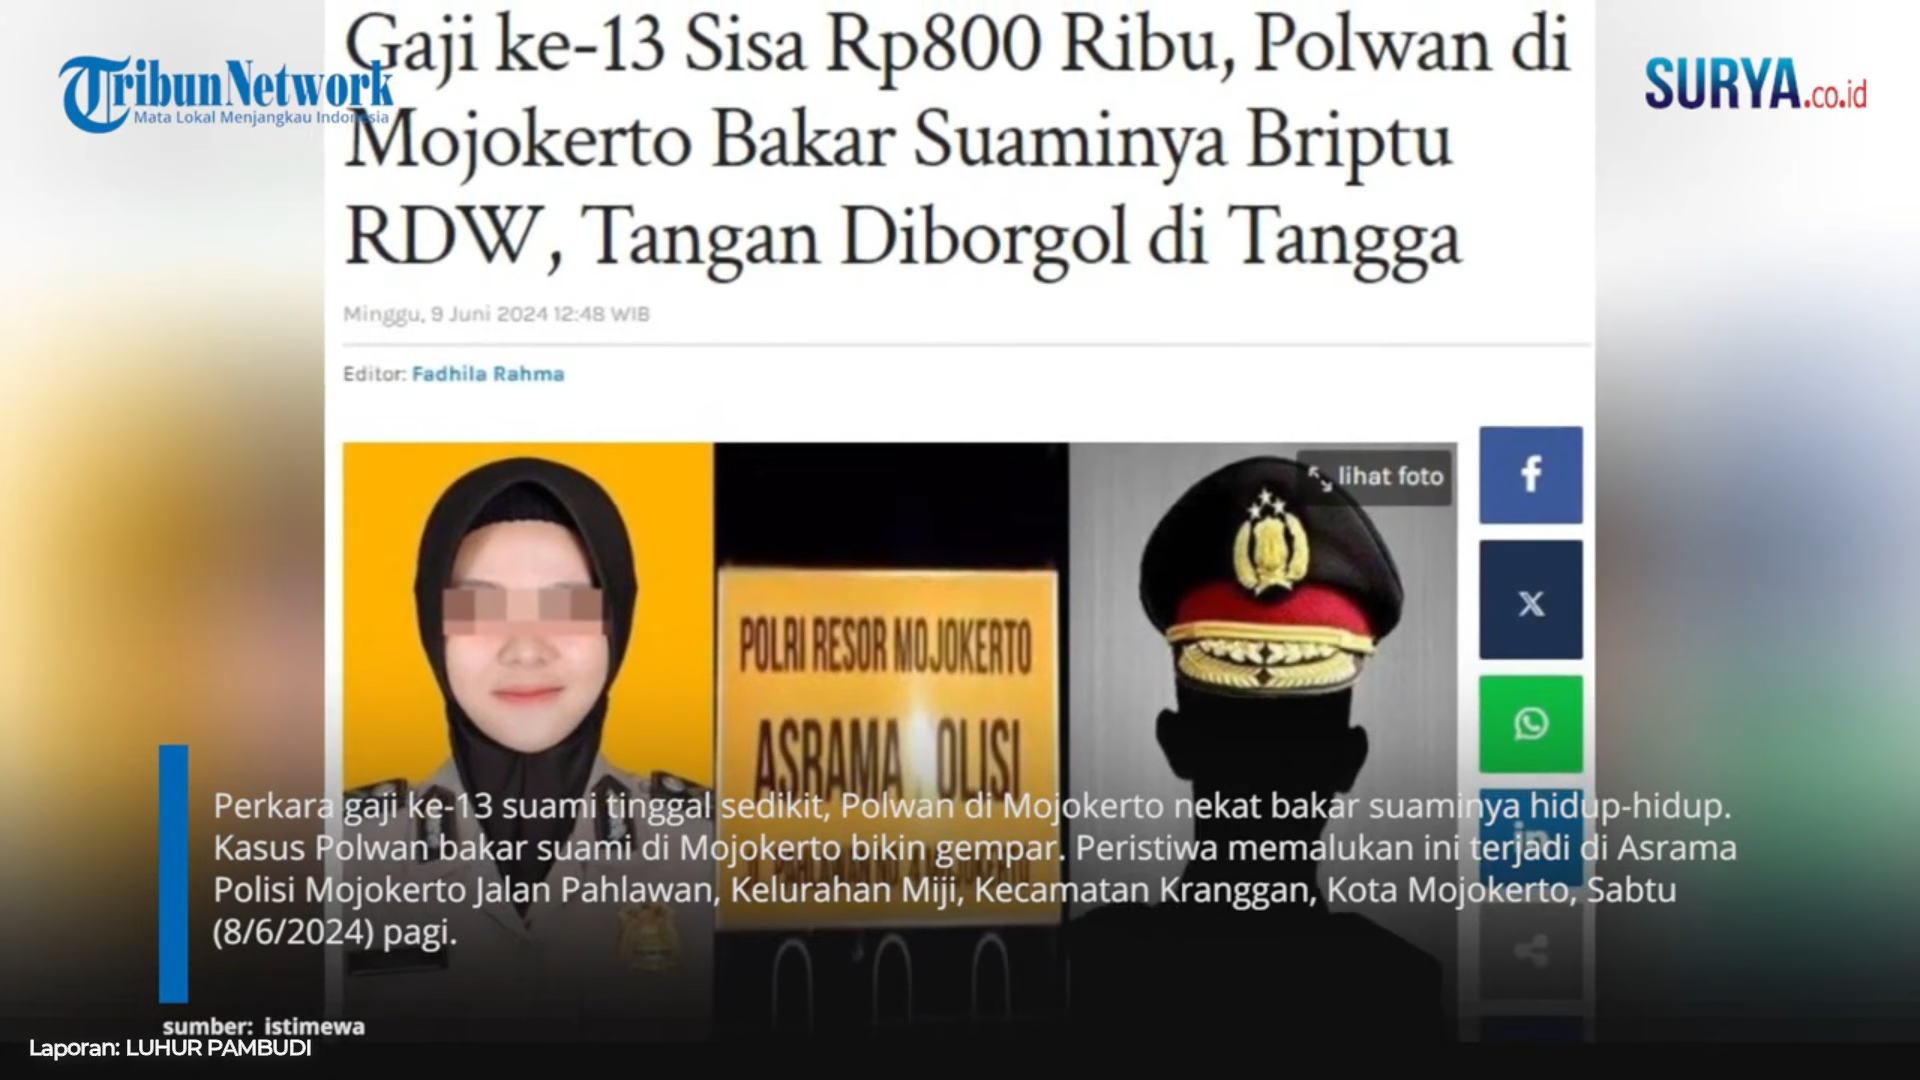 Gaji ke-13 Sisa Rp800 Ribu, Polwan di
TribunNetwork
Mata Lokal Menjangkau Indonesia
SURYA.co.id
Mojokerto Bakar Suaminya Briptu
RDW, Tangan Diborgol di Tangga
Minggu, 9 Juni 2024 12:48 WIB
Editor: Fadhila Rahma
lihat foto
f
X
in
POLRI RESOR MOJOKERTO
ASRAMA OLISI
Perkara gaji ke-13 suami tinggal sedikit, Polwan di Mojokerto nekat bakar suaminya hidup-hidup.
Kasus Polwan bakar suami di Mojokerto bikin gempar. Peristiwa memalukan ini terjadi di Asrama
Polisi Mojokerto Jalan Pahlawan, Kelurahan Miji, Kecamatan Kranggan, Kota Mojokerto, Sabtu
(8/6/2024) pagi.
sumber: istimewa
Laporan: LUHUR PAMBUDI